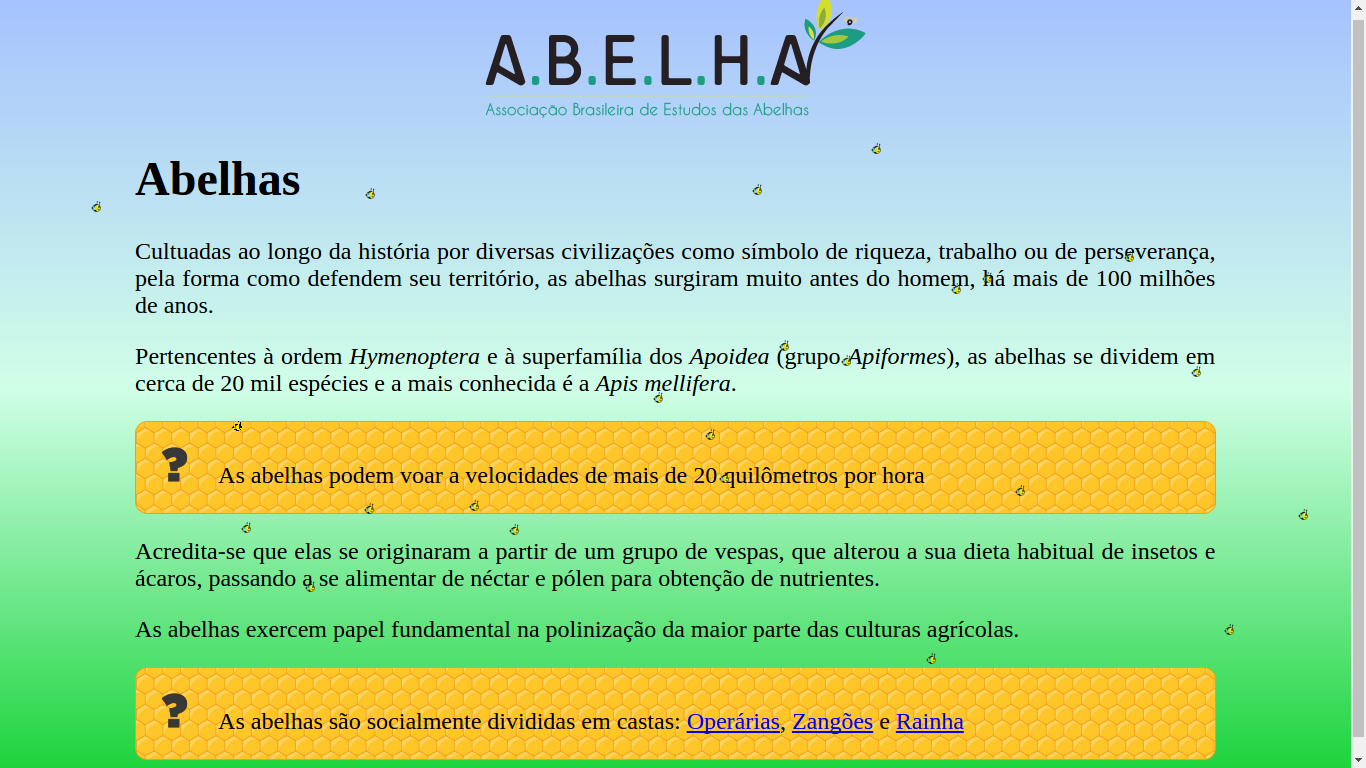 A.B.E.L.H.A
Associação Brasileira de Estudos das Abelhas
Abelhas
Cultuadas ao longo da história por diversas civilizações como símbolo de riqueza, trabalho ou de perseverança,
pela forma como defendem seu território, as abelhas surgiram muito antes do homem, há mais de 100 milhões
de anos.
Pertencentes à ordem Hymenoptera e à superfamília dos Apoidea (grupo Apiformes), as abelhas se dividem em
cerca de 20 mil espécies e a mais conhecida é a Apis mellifera.
? As abelhas podem voar a velocidades de mais de 20 quilômetros por hora
Acredita-se que elas se originaram a partir de um grupo de vespas, que alterou a sua dieta habitual de insetos e
ácaros, passando a se alimentar de néctar e pólen para obtenção de nutrientes.
As abelhas exercem papel fundamental na polinização da maior parte das culturas agrícolas.
? As abelhas são socialmente divididas em castas: Operárias, Zangões e Rainha